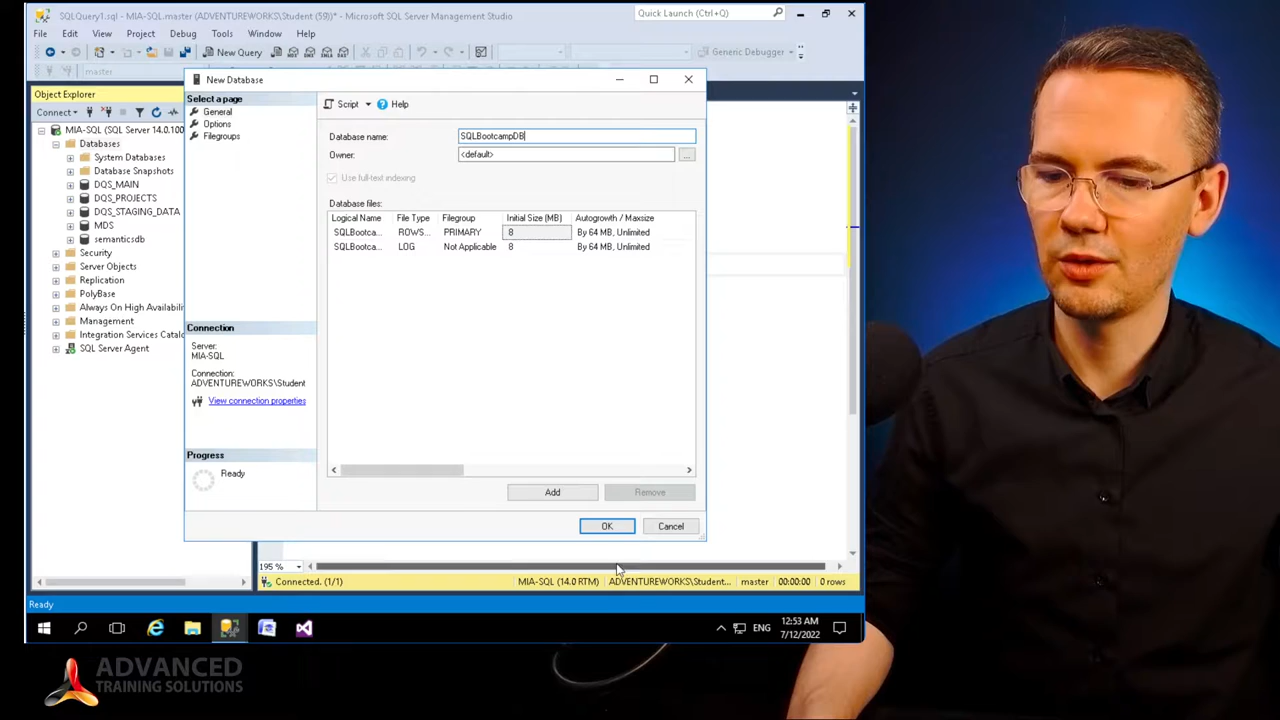 SQLQuery1.sql - MIA-SQL.master (ADVENTUREWORKS\Student (59))* - Microsoft SQL Server Management Studio
Quick Launch (Ctrl+Q)
File Edit View Project Debug Tools Window Help
New Query
Generic Debugger
master
Object Explorer
Connect
MIA-SQL (SQL Server 14.0.100
Databases
System Databases
Database Snapshots
DQS_MAIN
DQS_PROJECTS
DQS_STAGING_DATA
MDS
semanticsdb
Security
Server Objects
Replication
PolyBase
Always On High Availabili
Management
Integration Services Catalo
SQL Server Agent
New Database
Select a page
General
Options
Filegroups
Connection
Server:
MIA-SQL
Connection:
ADVENTUREWORKS\Student
View connection properties
Progress
Ready
Script Help
Database name: SQLBootcampDB
Owner: <default> ...
Use full-text indexing
Database files:
Logical Name File Type Filegroup Initial Size (MB) Autogrowth / Maxsize
SQLBootca... ROWS... PRIMARY 8 By 64 MB, Unlimited
SQLBootca... LOG Not Applicable 8 By 64 MB, Unlimited
Add Remove
OK Cancel
195 %
Connected. (1/1) MIA-SQL (14.0 RTM) ADVENTUREWORKS\Student... master 00:00:00 0 rows
Ready
ENG 12:53 AM
7/12/2022
ADVANCED
TRAINING SOLUTIONS